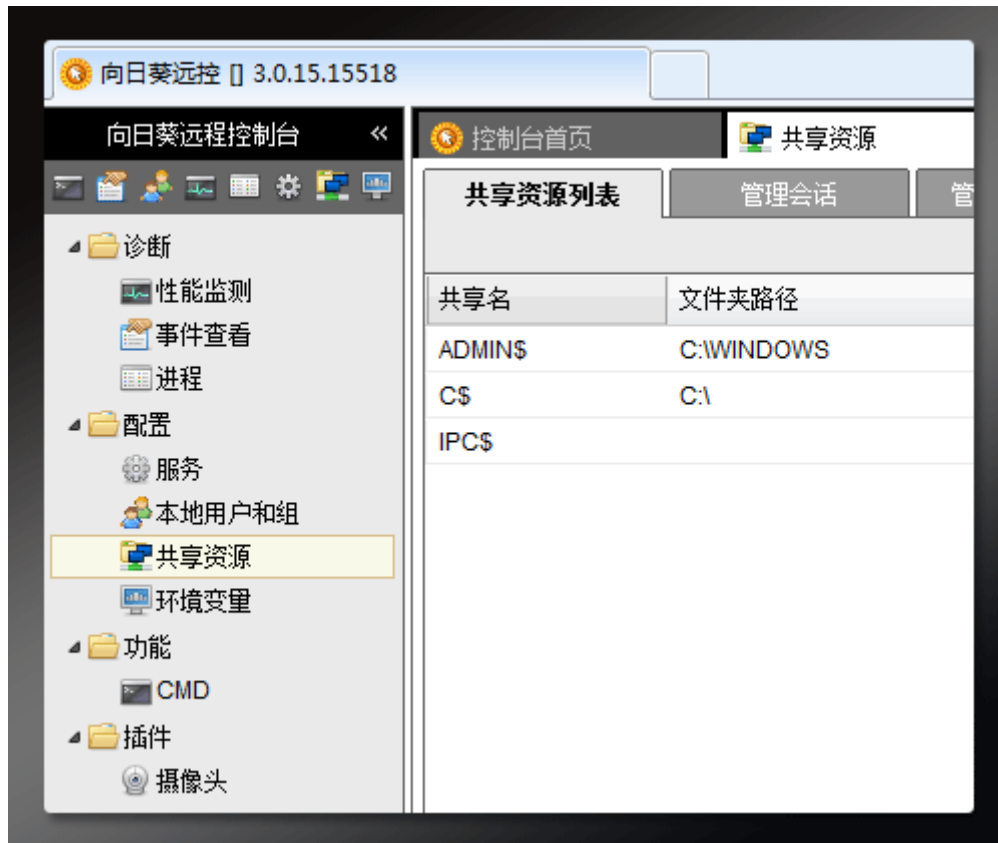 向日葵远控 [] 3.0.15.15518
向日葵远程控制台 «
控制台首页
共享资源
共享资源列表
管理会话
管
诊断
性能监测
事件查看
进程
配置
服务
本地用户和组
共享资源
环境变量
功能
CMD
插件
摄像头
共享名 文件夹路径
ADMIN$ C:\WINDOWS
C$ C:\
IPC$